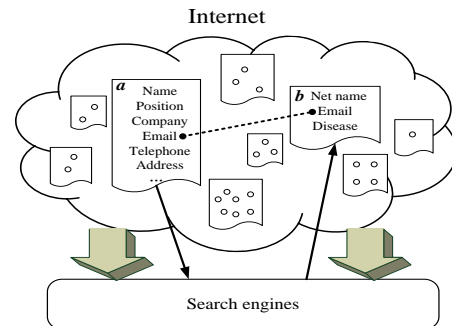 Internet
a
Name
Position
Company
Email
Telephone
Address
...
b
Net name
Email
Disease
Search engines